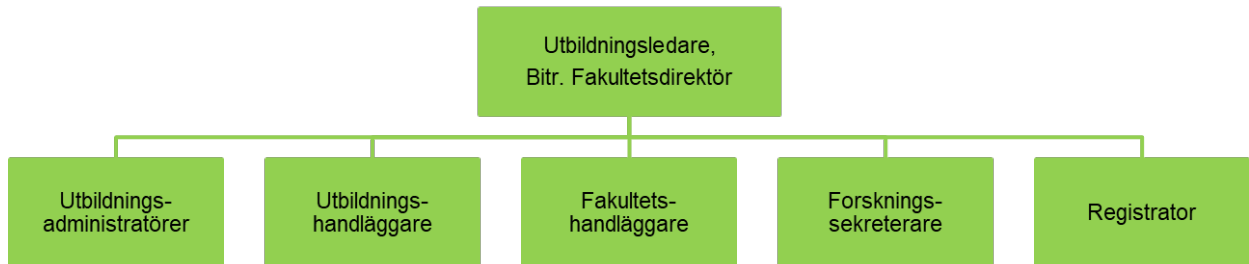 Utbildningsledare,
Bitr. Fakultetsdirektör
Utbildnings-
administratörer
Utbildnings-
handläggare
Fakultets-
handläggare
Forsknings-
sekreterare
Registrator